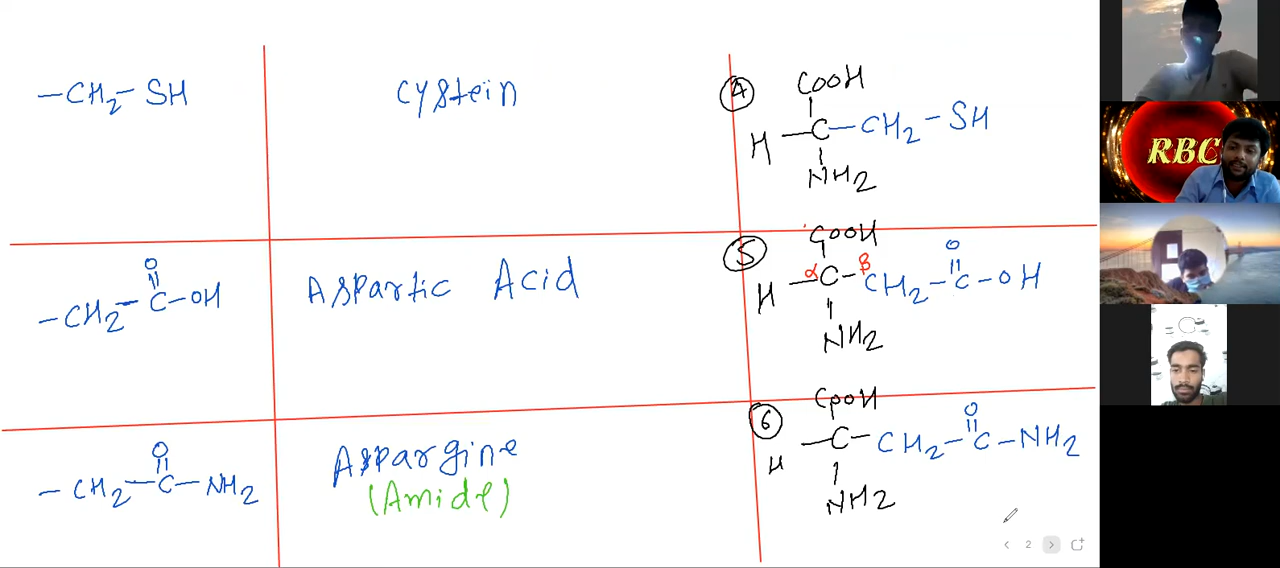 -CH2-SH
Cystein
④
COOH
H-C-CH2-SH
NH2
O
-CH2-C-OH
Aspartic Acid
⑤
COOH
O
α β
H-C-CH2-C-OH
NH2
O
-CH2-C-NH2
Aspargine
(Amide)
⑥
COOH
O
H-C-CH2-C-NH2
NH2
RBC
2